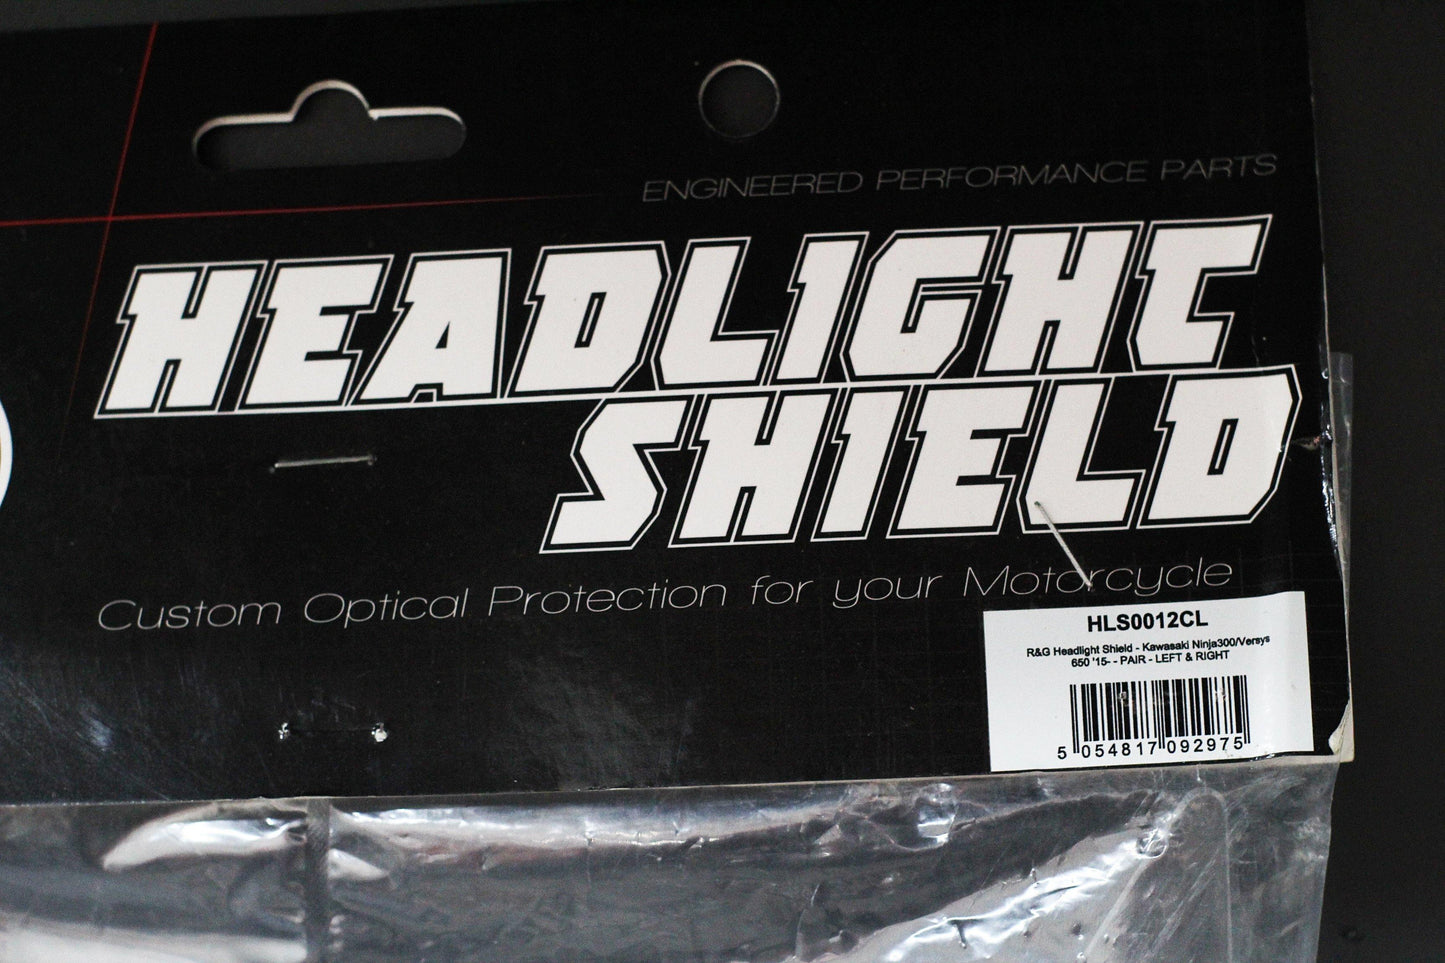 ENGINEERED PERFORMANCE PARTS
HEADLIGHT
SHIELD
Custom Optical Protection for your Motorcycle
HLS0012CL
R&G Headlight Shield - Kawasaki Ninja300/Versys
650 '15- - PAIR - LEFT & RIGHT
5 054817 092975